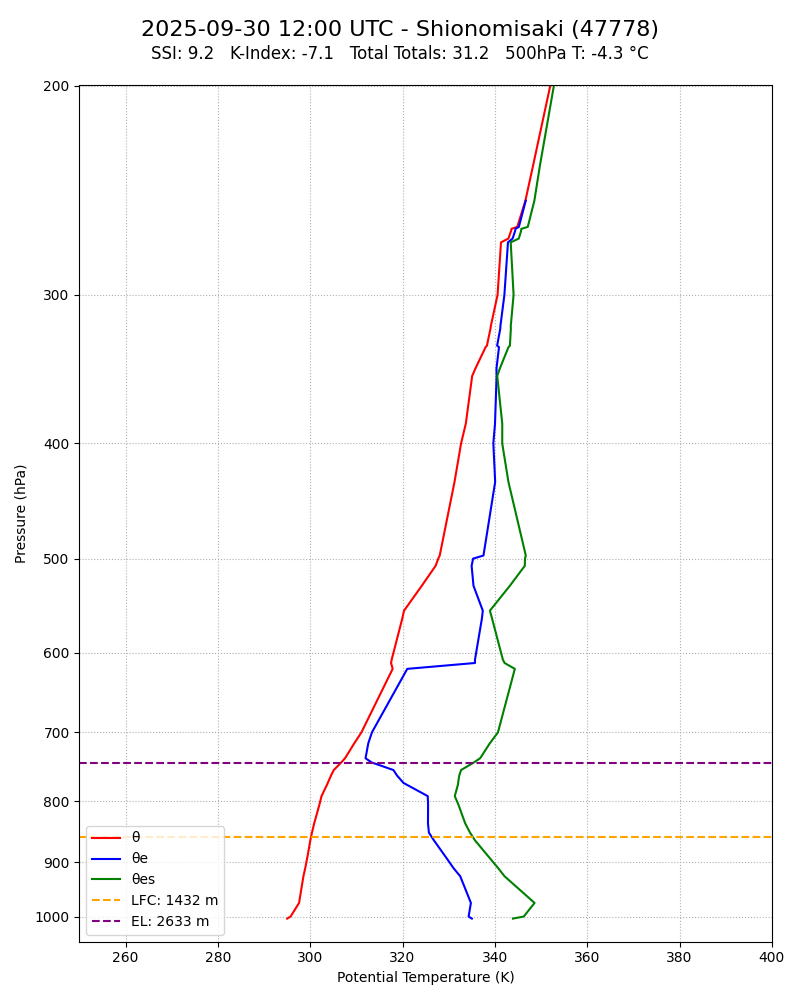 2025-09-30 12:00 UTC - Shionomisaki (47778)
SSI: 9.2   K-Index: -7.1   Total Totals: 31.2   500hPa T: -4.3 °C
200
300
400
500
600
700
800
900
1000
Pressure (hPa)
θ
θe
θes
LFC: 1432 m
EL: 2633 m
260 280 300 320 340 360 380 400
Potential Temperature (K)